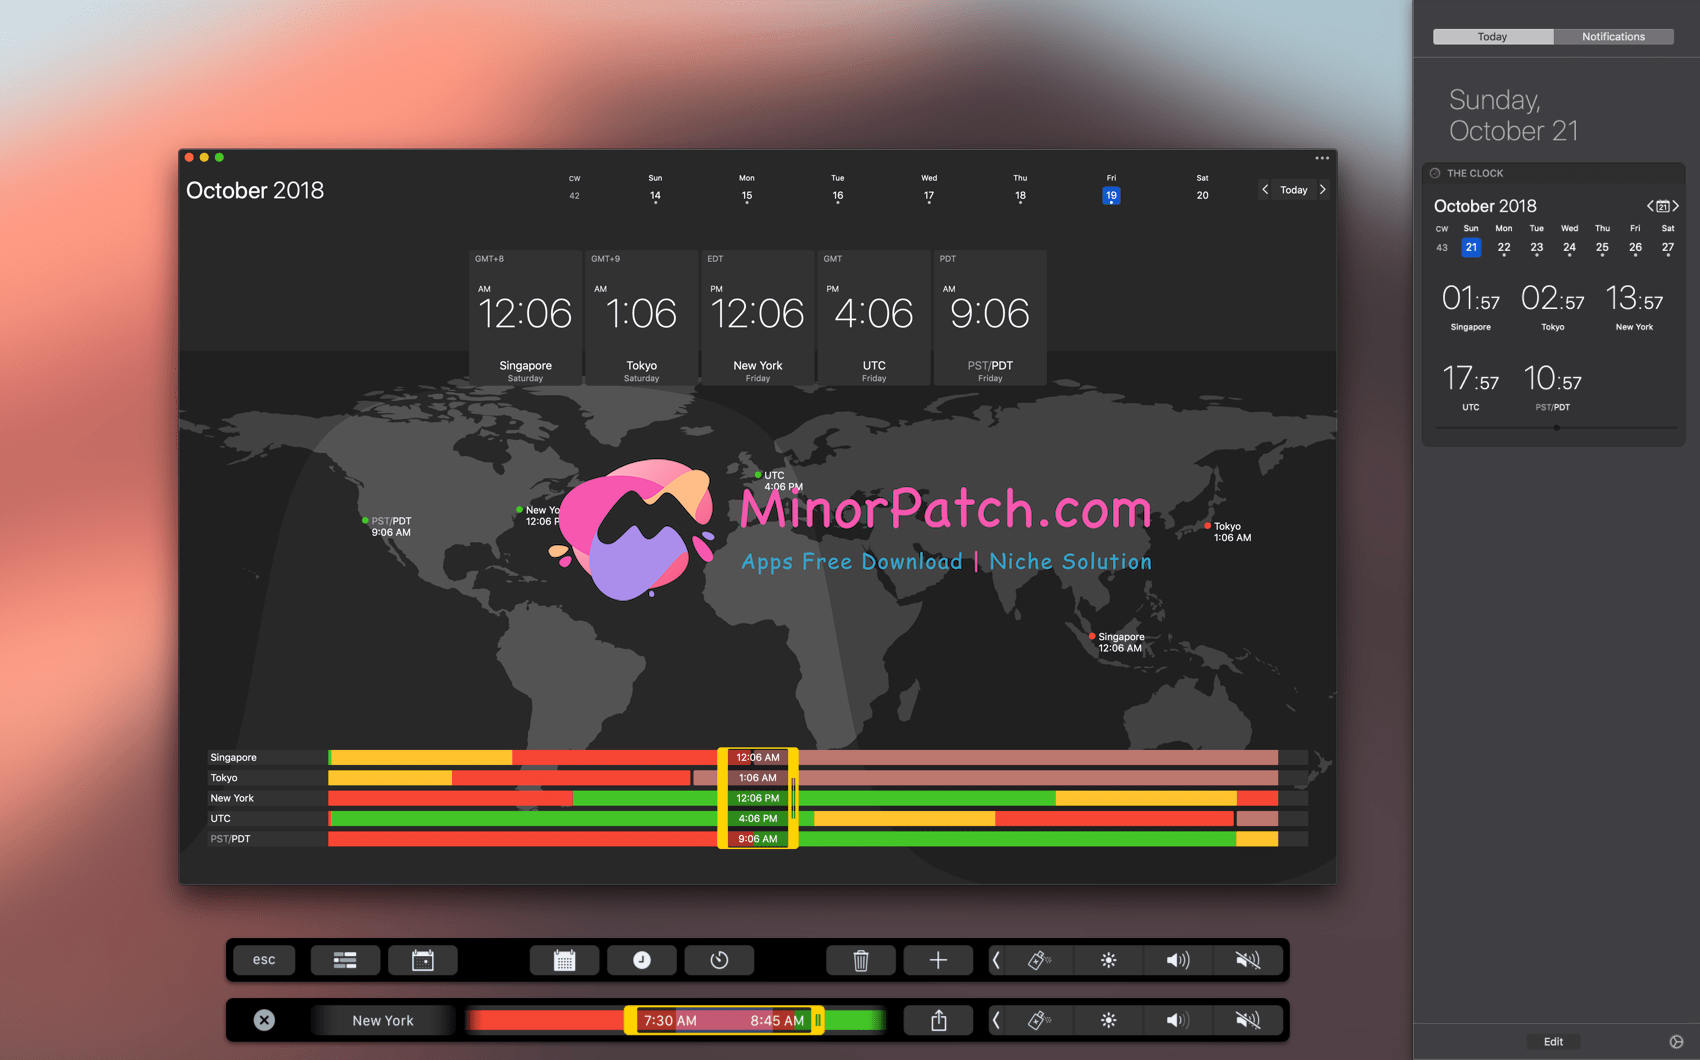 Today
Notifications
Sunday,
October 21
THE CLOCK
October 2018
21
CW Sun Mon Tue Wed Thu Fri Sat
43 21 22 23 24 25 26 27
01:57 02:57 13:57
Singapore Tokyo New York
17:57 10:57
UTC PST/PDT
Edit
October 2018
CW Sun Mon Tue Wed Thu Fri Sat
42 14 15 16 17 18 19 20
Today
GMT+8 GMT+9 EDT GMT PDT
AM AM PM PM AM
12:06 1:06 12:06 4:06 9:06
Singapore Tokyo New York UTC PST/PDT
Saturday Saturday Friday Friday Friday
UTC
4:06 PM
New Yo
12:06 P
PST/PDT
9:06 AM
Tokyo
1:06 AM
Singapore
12:06 AM
MinorPatch.com
Apps Free Download | Niche Solution
Singapore 12:06 AM
Tokyo 1:06 AM
New York 12:06 PM
UTC 4:06 PM
PST/PDT 9:06 AM
esc
New York 7:30 AM 8:45 AM